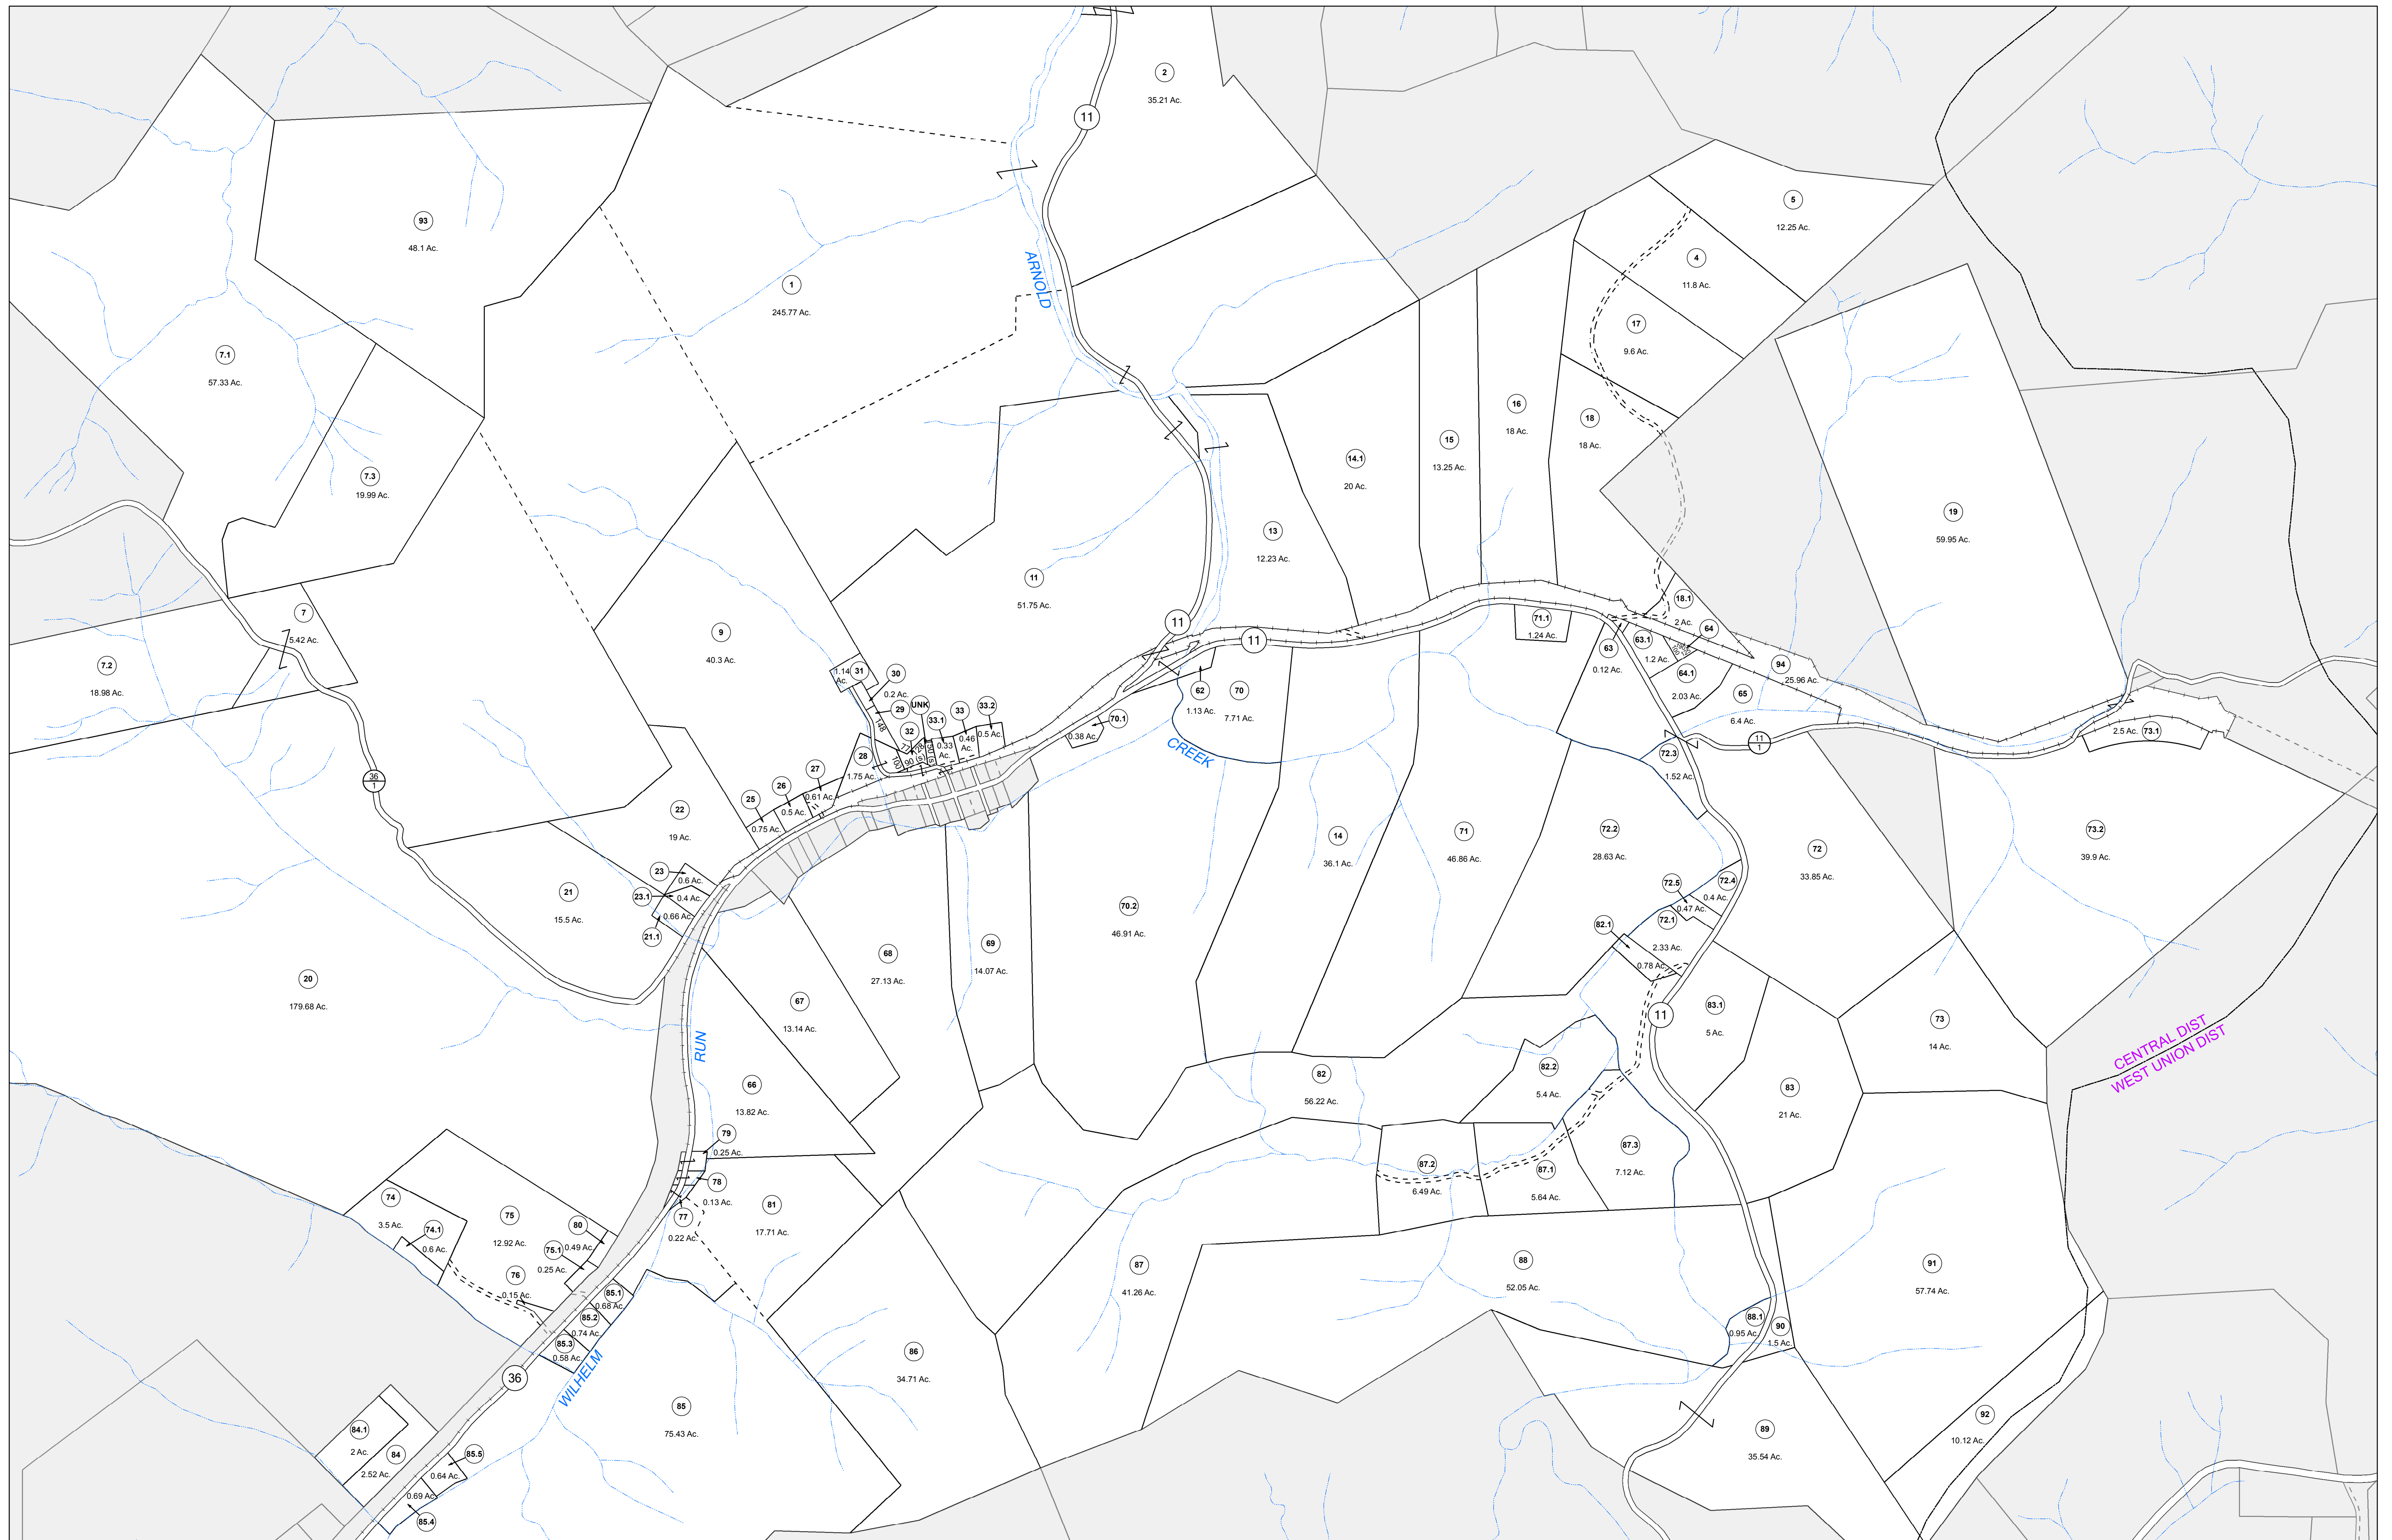 2
35.21 Ac.
11
5
12.25 Ac.
93
48.1 Ac.
4
11.8 Ac.
1
245.77 Ac.
ARNOLD
17
9.6 Ac.
7.1
57.33 Ac.
16
18 Ac.
18
18 Ac.
15
13.25 Ac.
14.1
20 Ac.
7.3
19.99 Ac.
19
59.95 Ac.
13
12.23 Ac.
11
51.75 Ac.
18.1
2 Ac.
7
5.42 Ac.
11
11
71.1
1.24 Ac.
64
63
0.12 Ac.
63.1
1.2 Ac.
9
40.3 Ac.
7.2
18.98 Ac.
31
1.14
Ac.
30
0.2 Ac.
64.1
2.03 Ac.
94
25.96 Ac.
62
1.13 Ac.
70
7.71 Ac.
65
6.4 Ac.
29
148
UNK
33.1
0.33
Ac.
33
0.46
Ac.
33.2
0.5 Ac.
70.1
0.38 Ac.
32
90
100
73.1
2.5 Ac.
11
1
CREEK
28
1.75 Ac.
72.3
1.52 Ac.
36
1
27
0.61 Ac.
26
0.5 Ac.
25
0.75 Ac.
22
19 Ac.
14
36.1 Ac.
71
46.86 Ac.
72.2
28.63 Ac.
72
33.85 Ac.
73.2
39.9 Ac.
23
0.6 Ac.
23.1
0.4 Ac.
0.66 Ac.
21.1
21
15.5 Ac.
72.5
0.47 Ac.
72.4
0.4 Ac.
70.2
46.91 Ac.
82.1
0.78 Ac.
72.1
2.33 Ac.
69
14.07 Ac.
68
27.13 Ac.
20
179.68 Ac.
67
13.14 Ac.
83.1
5 Ac.
11
73
14 Ac.
CENTRAL DIST
WEST UNION DIST
RUN
82
56.22 Ac.
82.2
5.4 Ac.
66
13.82 Ac.
83
21 Ac.
79
0.25 Ac.
87.3
7.12 Ac.
87.2
6.49 Ac.
87.1
5.64 Ac.
78
0.13 Ac.
74
3.5 Ac.
81
17.71 Ac.
77
0.22 Ac.
75
12.92 Ac.
74.1
0.6 Ac.
80
0.49 Ac.
75.1
0.25 Ac.
87
41.26 Ac.
88
52.05 Ac.
91
57.74 Ac.
76
0.15 Ac.
85.1
0.68 Ac.
85.2
0.74 Ac.
85.3
0.58 Ac.
88.1
0.95 Ac.
90
1.5 Ac.
86
34.71 Ac.
36
WILHELM
85
75.43 Ac.
92
10.12 Ac.
89
35.54 Ac.
84.1
2 Ac.
84
2.52 Ac.
85.5
0.64 Ac.
0.69 Ac.
85.4